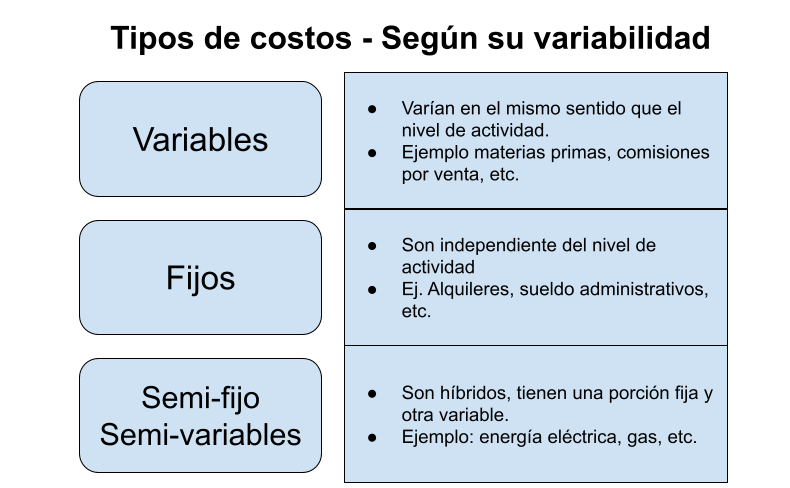 Tipos de costos - Según su variabilidad
Variables
● Varían en el mismo sentido que el
nivel de actividad.
● Ejemplo materias primas, comisiones
por venta, etc.
Fijos
● Son independiente del nivel de
actividad
● Ej. Alquileres, sueldo administrativos,
etc.
Semi-fijo
Semi-variables
● Son híbridos, tienen una porción fija y
otra variable.
● Ejemplo: energía eléctrica, gas, etc.